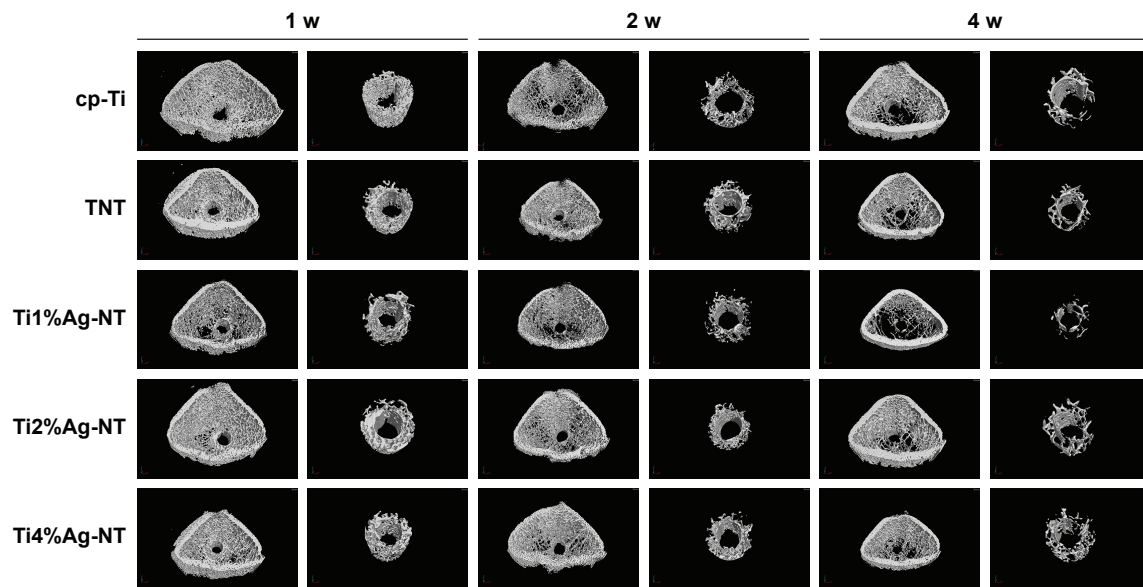 1 w 2 w 4 w
cp-Ti
TNT
Ti1%Ag-NT
Ti2%Ag-NT
Ti4%Ag-NT